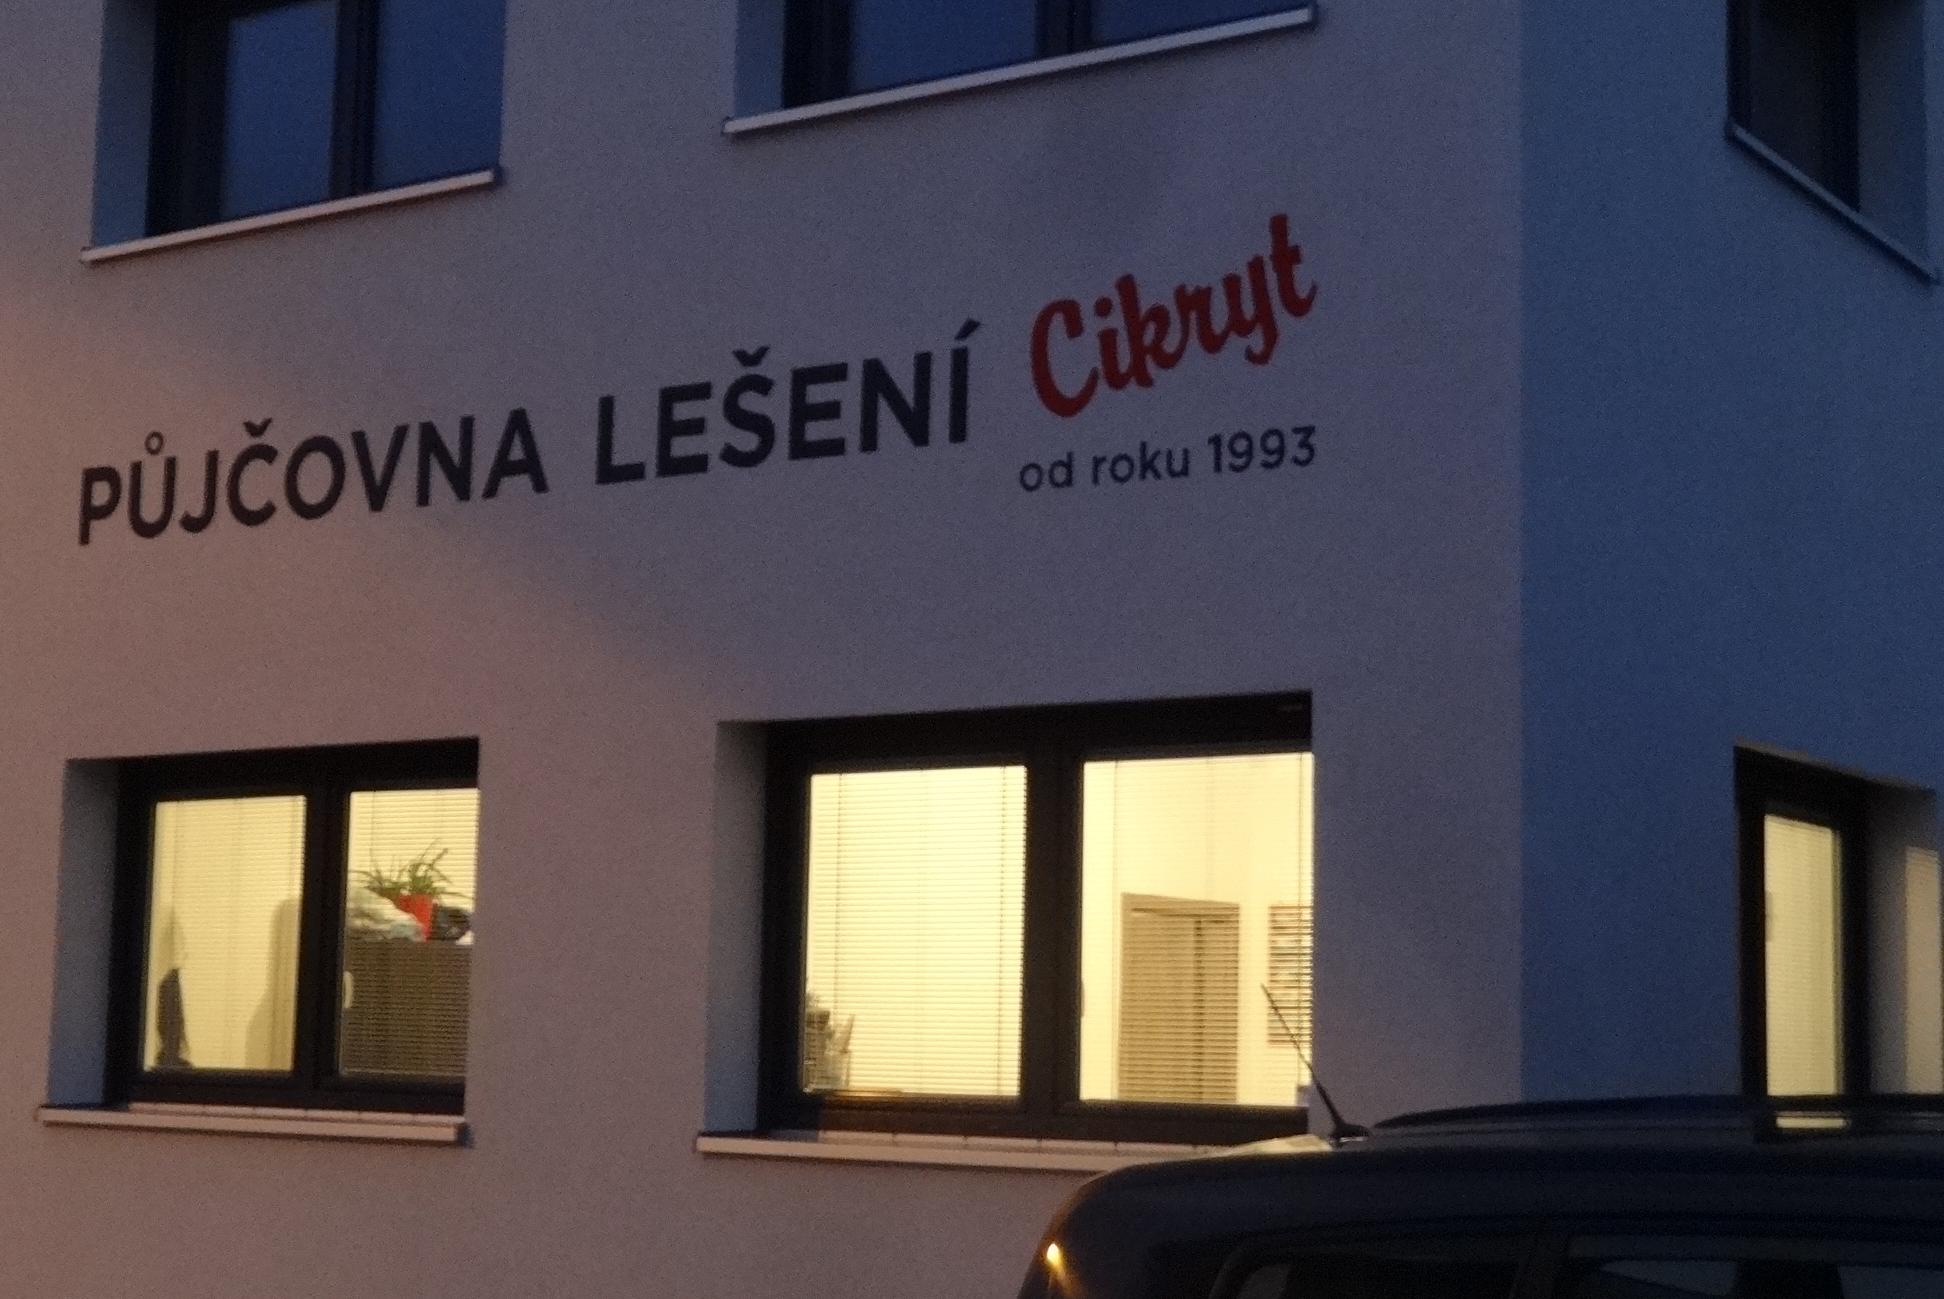 PŮJČOVNA LEŠENÍ Cikryt
od roku 1993